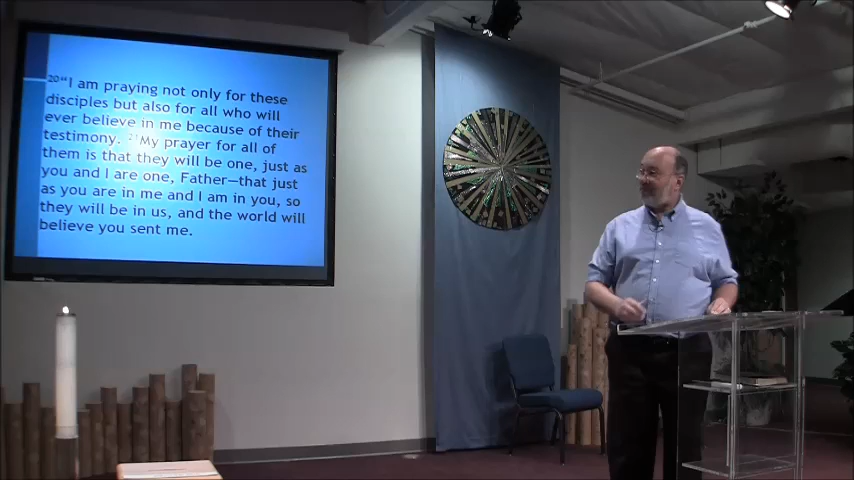 20“I am praying not only for these
disciples but also for all who will
ever believe in me because of their
testimony. 21My prayer for all of
them is that they will be one, just as
you and I are one, Father—that just
as you are in me and I am in you, so
they will be in us, and the world will
believe you sent me.